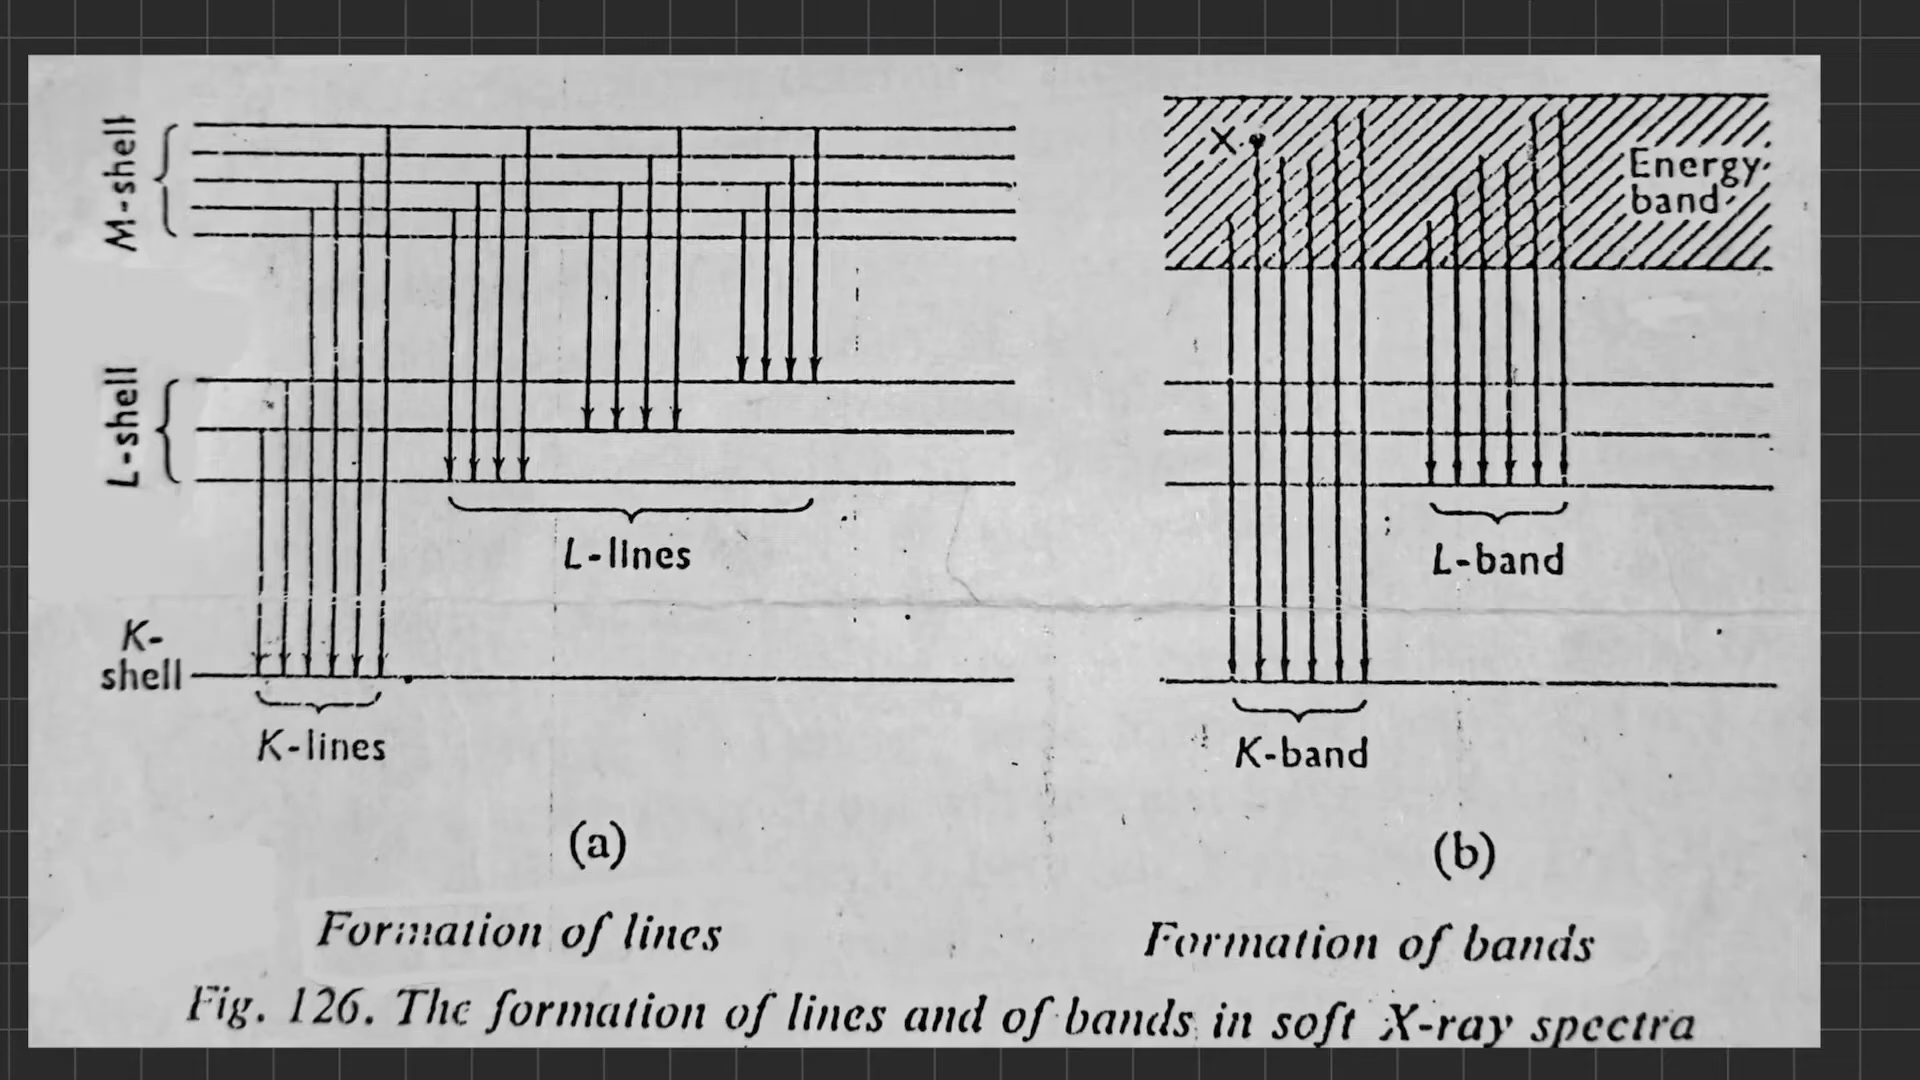 M-shell
L-shell
K-
shell
K-lines
L-lines
(a)
Formation of lines
X
Energy
band
L-band
K-band
(b)
Formation of bands
Fig. 126. The formation of lines and of bands in soft X-ray spectra